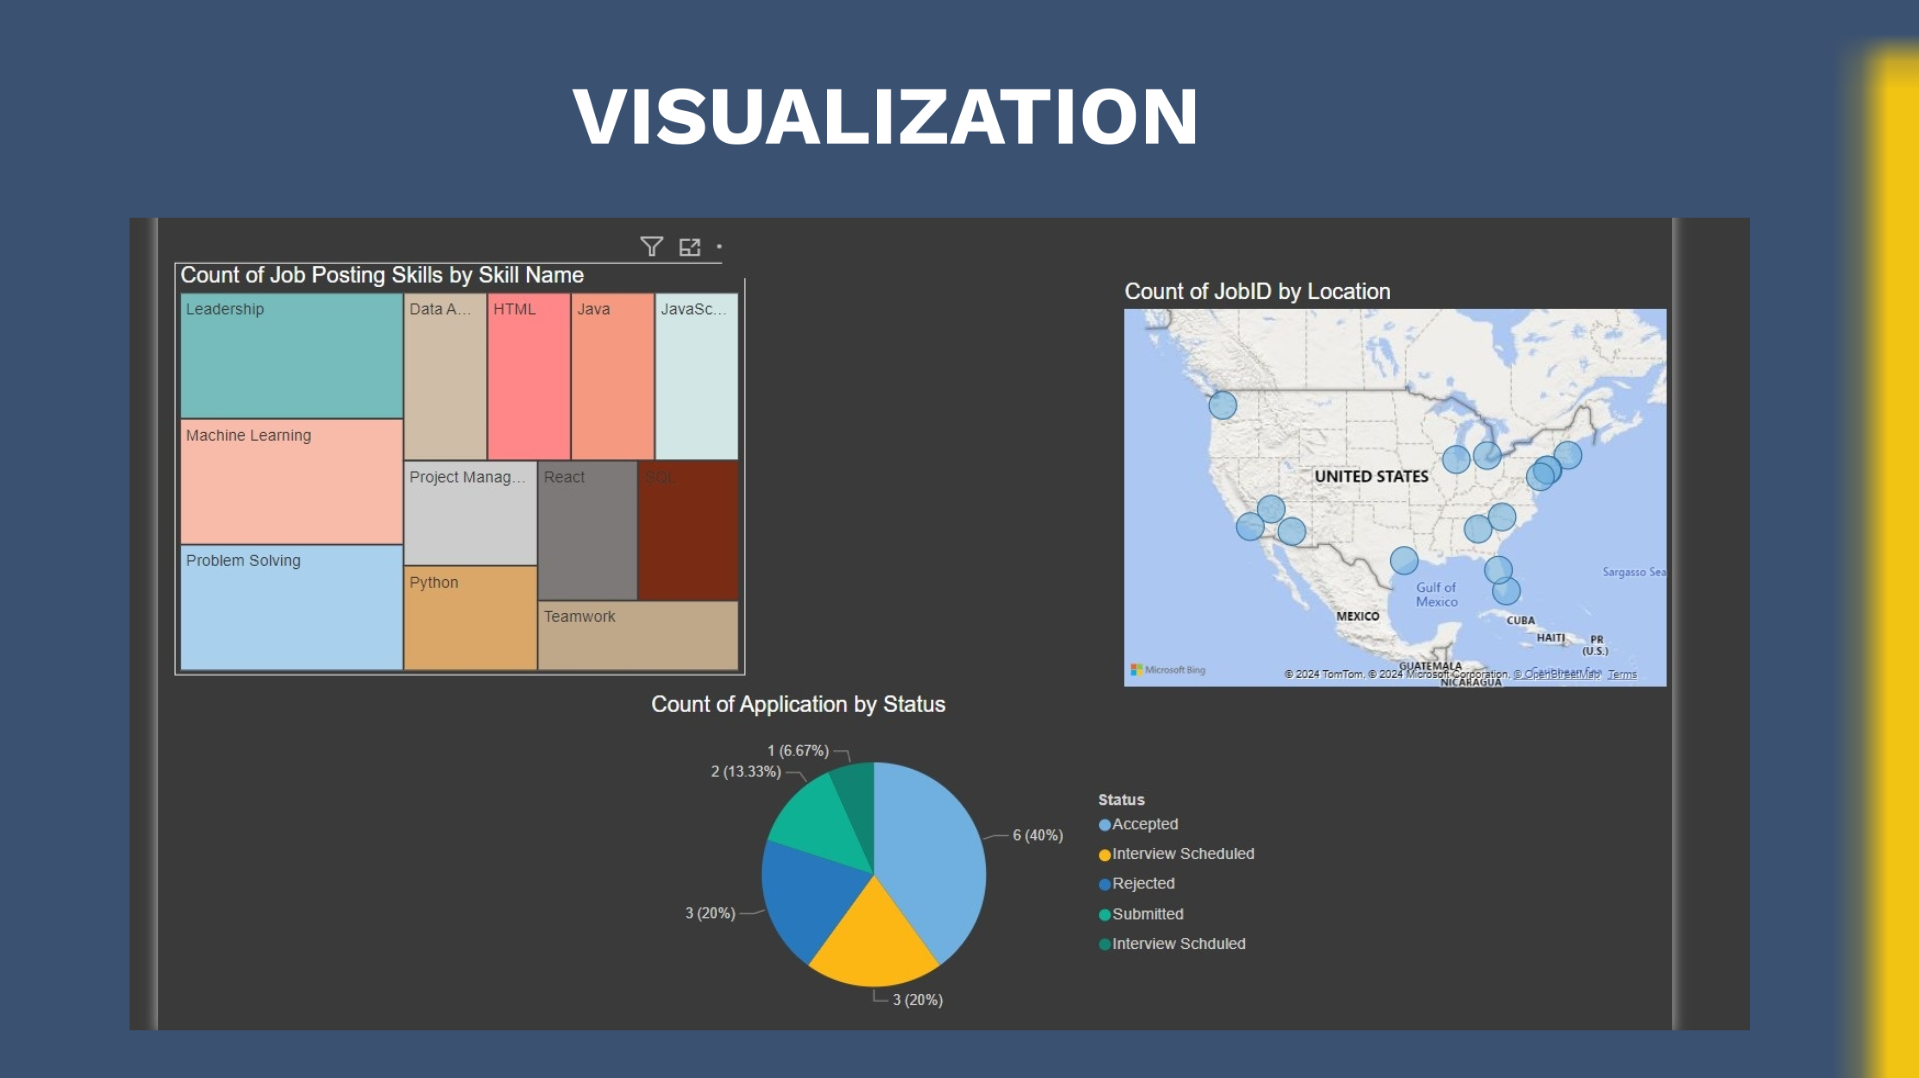 VISUALIZATION
Count of Job Posting Skills by Skill Name
Leadership
Data A...
HTML
Java
JavaSc...
Machine Learning
Project Manag...
React
SQL
Problem Solving
Python
Teamwork
Count of JobID by Location
UNITED STATES
Gulf of
Mexico
Sargasso Sea
MEXICO
CUBA
HAITI
PR
(U.S.)
GUATEMALA
Caribbean Sea
NICARAGUA
Microsoft Bing
© 2024 TomTom, © 2024 Microsoft Corporation, © OpenStreetMap Terms
Count of Application by Status
1 (6.67%)
2 (13.33%)
6 (40%)
3 (20%)
3 (20%)
Status
Accepted
Interview Scheduled
Rejected
Submitted
Interview Schduled